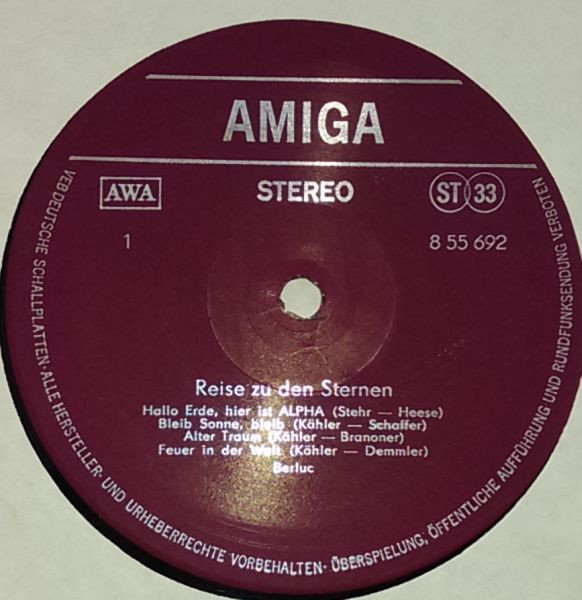 AMIGA
AWA STEREO ST 33
1 8 55 692
Reise zu den Sternen
Hallo Erde, hier ist ALPHA (Stehr — Heese)
Bleib Sonne, bleib (Kähler — Schaffer)
Alter Traum (Kähler — Branoner)
Feuer in der Welt (Kähler — Demmler)
Berluc
VEB DEUTSCHE SCHALLPLATTEN · ALLE HERSTELLER- UND URHEBERRECHTE VORBEHALTEN · ÜBERSPIELUNG, ÖFFENTLICHE AUFFÜHRUNG UND RUNDFUNKSENDUNG VERBOTEN